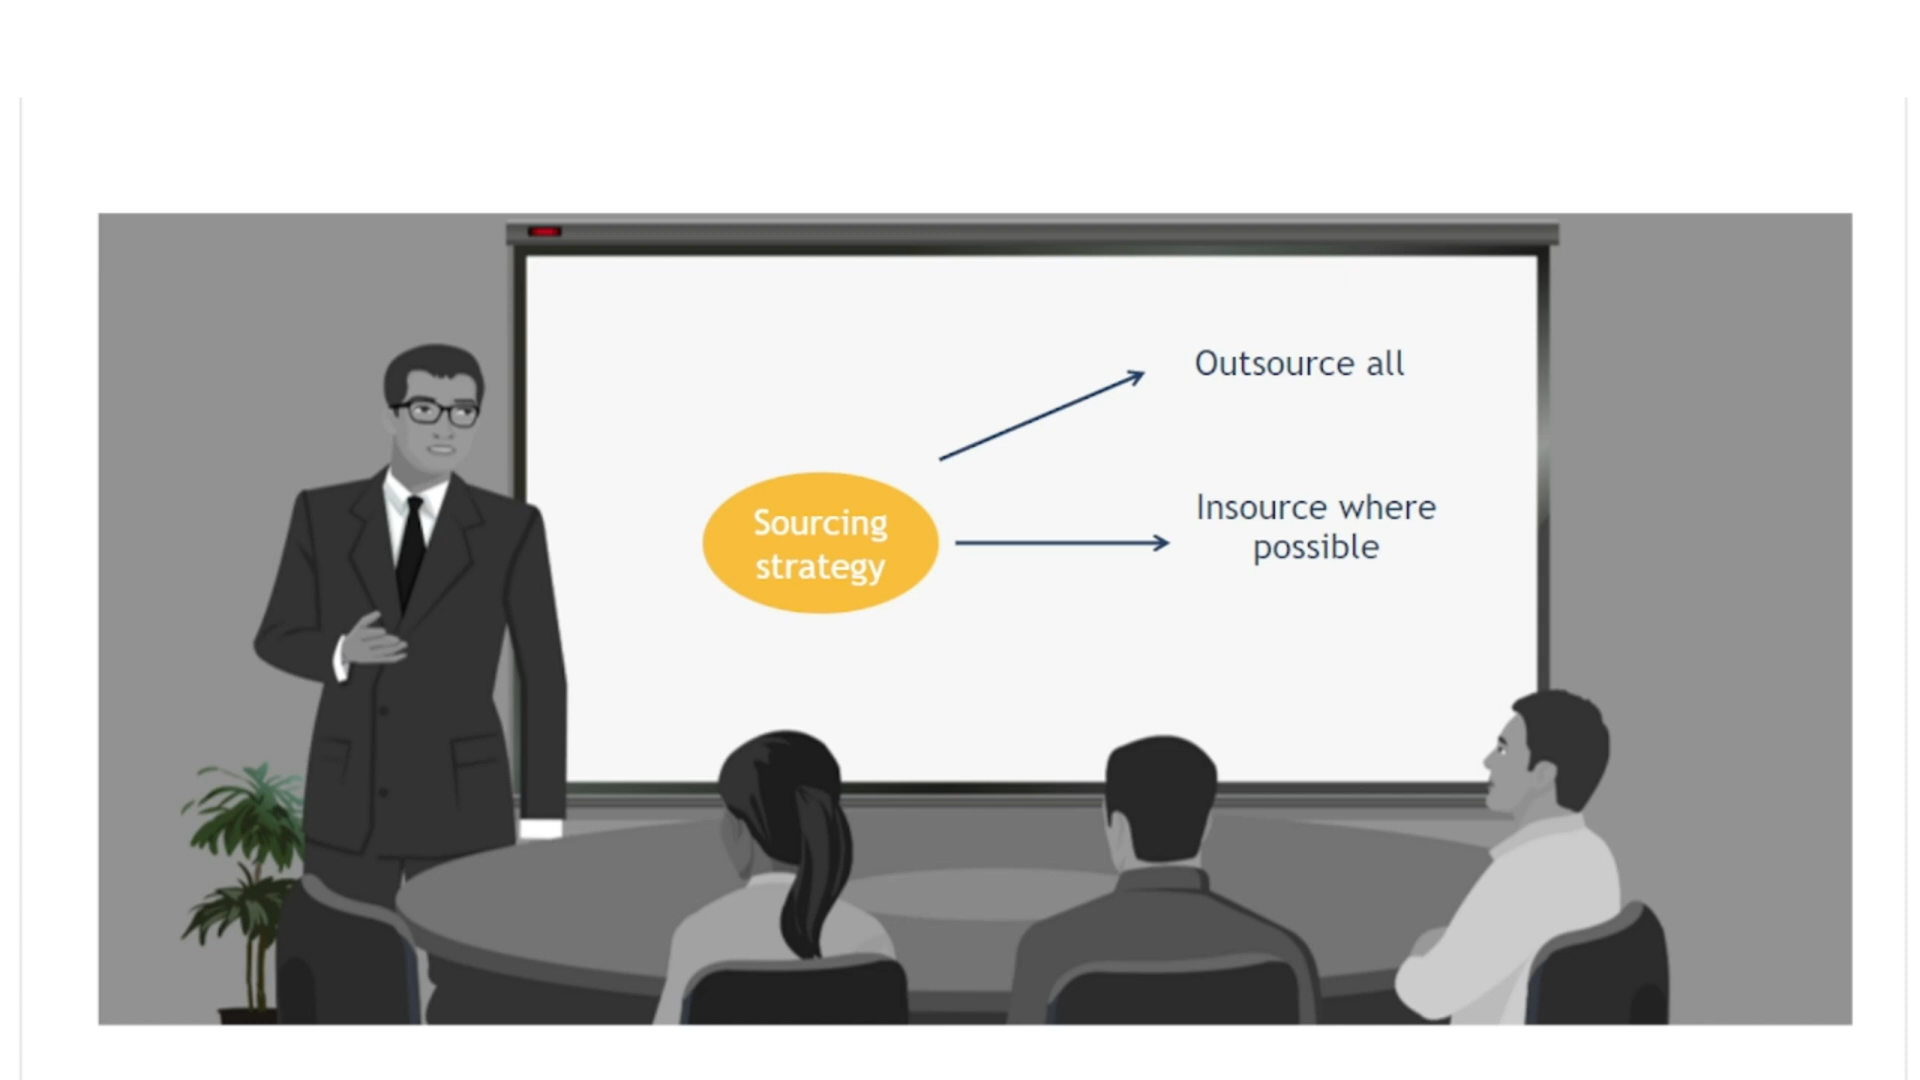 Outsource all
Sourcing
strategy
Insource where
possible